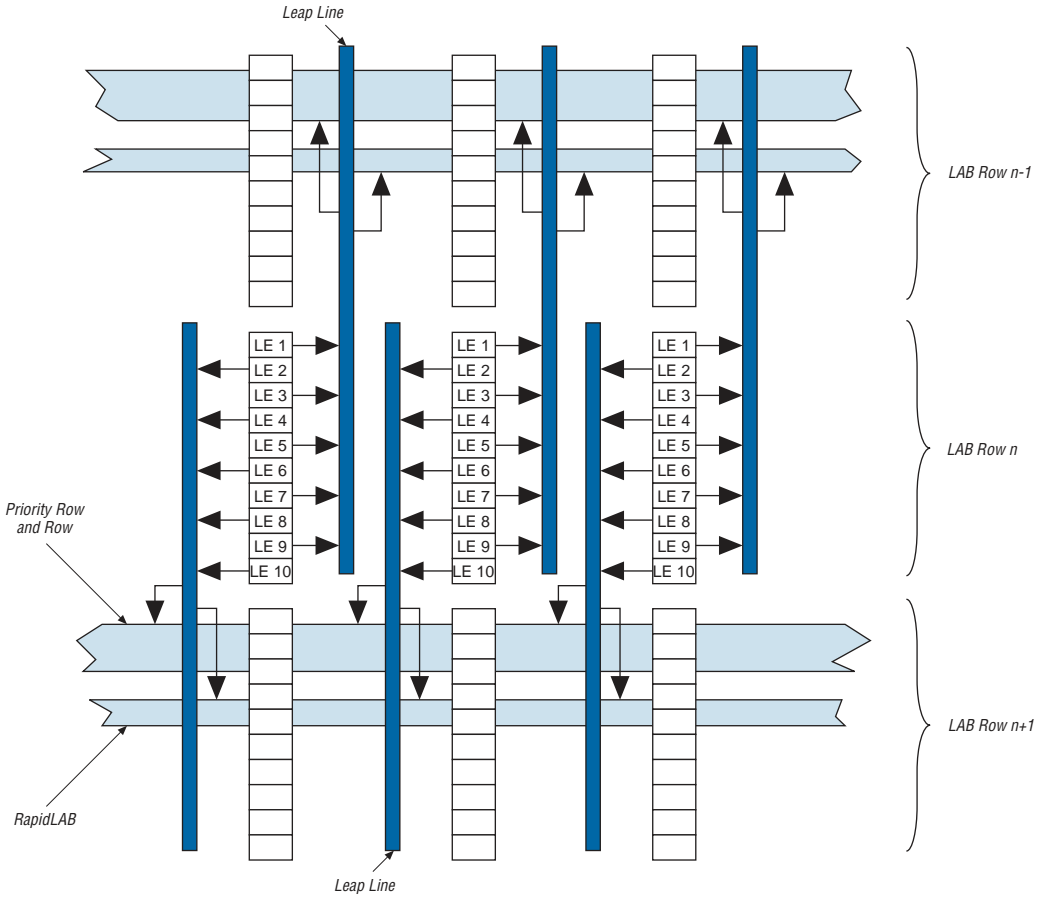 Leap Line
LAB Row n-1
LE 1
LE 2
LE 3
LE 4
LE 5
LE 6
LE 7
LE 8
LE 9
LE 10
LE 1
LE 2
LE 3
LE 4
LE 5
LE 6
LE 7
LE 8
LE 9
LE 10
LE 1
LE 2
LE 3
LE 4
LE 5
LE 6
LE 7
LE 8
LE 9
LE 10
LAB Row n
Priority Row
and Row
LAB Row n+1
RapidLAB
Leap Line